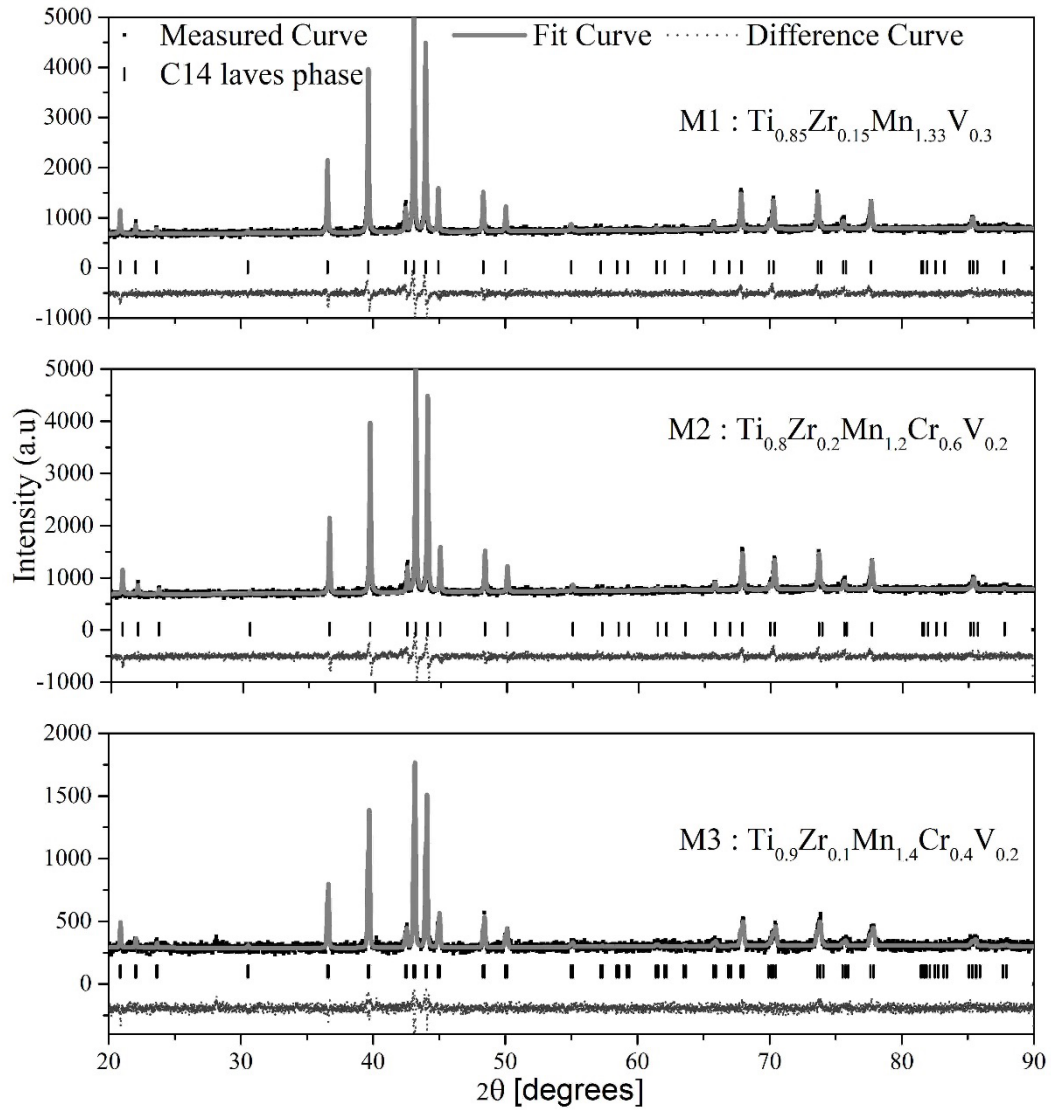 5000
Measured Curve Fit Curve Difference Curve
4000 C14 laves phase
M1 : Ti0.85Zr0.15Mn1.33V0.3
3000
2000
1000
0
-1000
5000
M2 : Ti0.8Zr0.2Mn1.2Cr0.6V0.2
4000
3000
2000
1000
0
-1000
Intensity (a.u)
2000
M3 : Ti0.9Zr0.1Mn1.4Cr0.4V0.2
1500
1000
500
0
20 30 40 50 60 70 80 90
2θ [degrees]